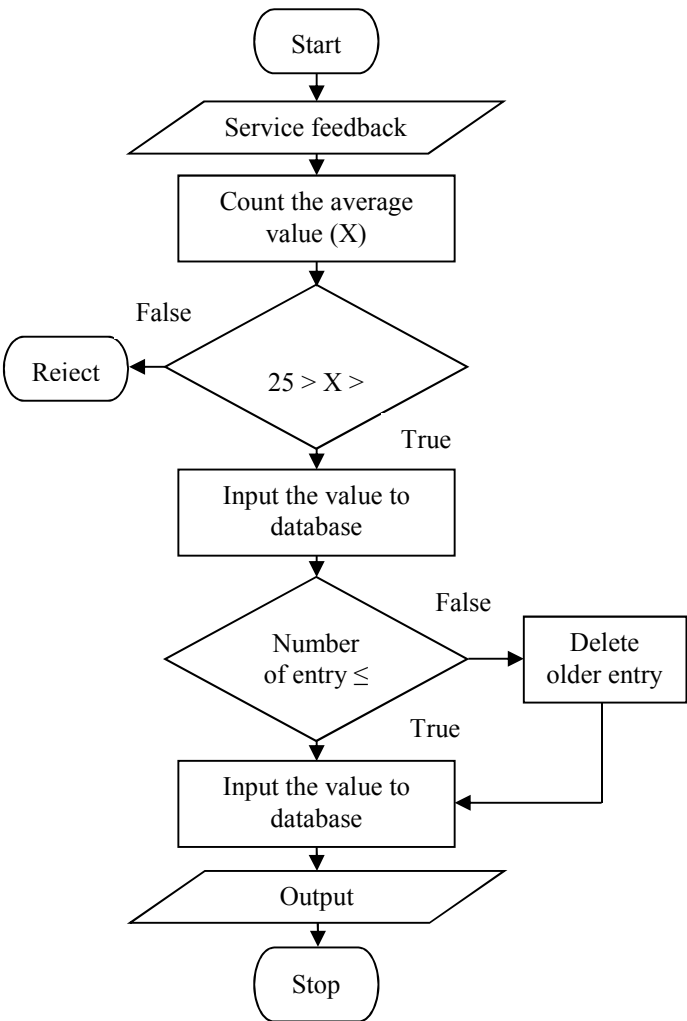 Start
Service feedback
Count the average
value (X)
False
Reject
25 > X >
True
Input the value to
database
False
Number
of entry ≤
Delete
older entry
True
Input the value to
database
Output
Stop